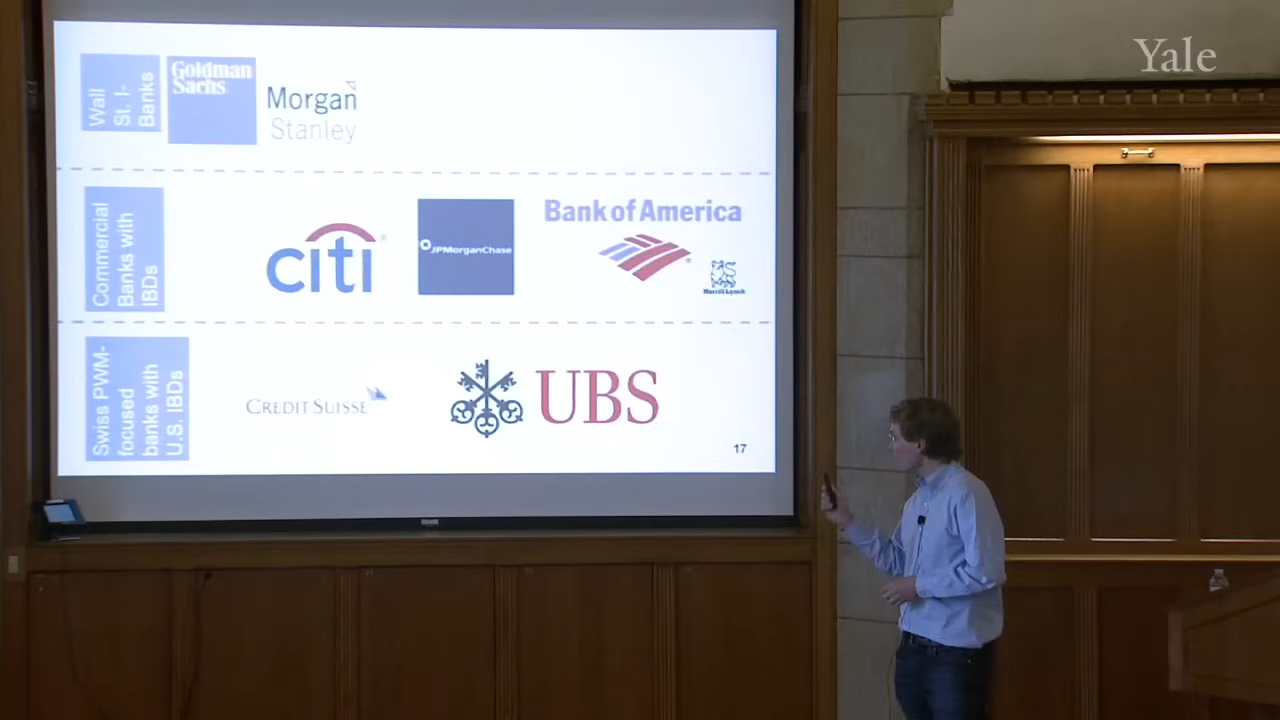 Yale
Wall
St. I-
Banks
Goldman
Sachs
Morgan
Stanley
Commercial
Banks with
IBDs
citi
JPMorganChase
Bank of America
Merrill Lynch
Swiss PWM-
focused
banks with
U.S. IBDs
CREDIT SUISSE
UBS
17